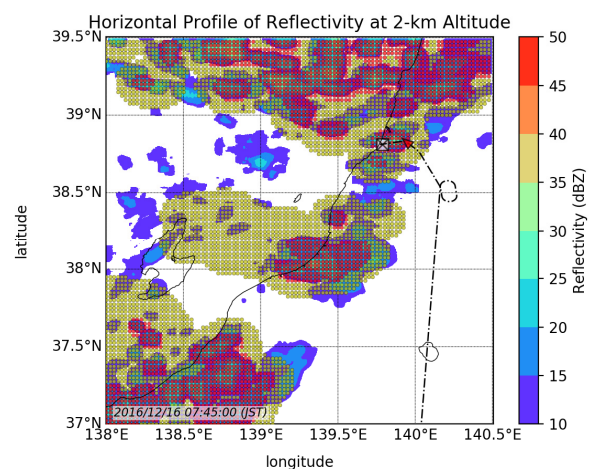 Horizontal Profile of Reflectivity at 2-km Altitude
39.5°N
39°N
38.5°N
38°N
37.5°N
37°N
latitude
2016/12/16 07:45:00 (JST)
138°E 138.5°E 139°E 139.5°E 140°E 140.5°E
longitude
50
45
40
35
30
25
20
15
10
Reflectivity (dBZ)